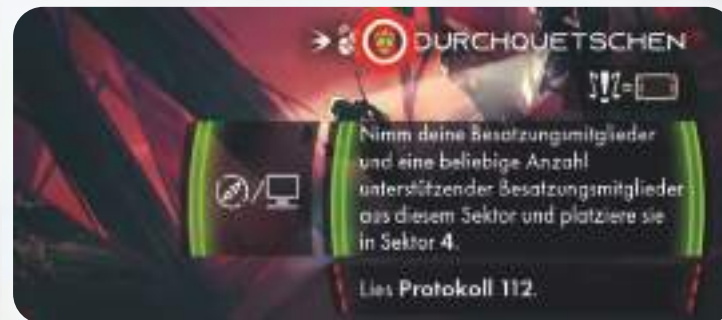 DURCHQUETSCHEN
Nimm deine Besatzungsmitglieder
und eine beliebige Anzahl
unterstützender Besatzungsmitglieder
aus diesem Sektor und platziere sie
in Sektor 4.
Lies Protokoll 112.